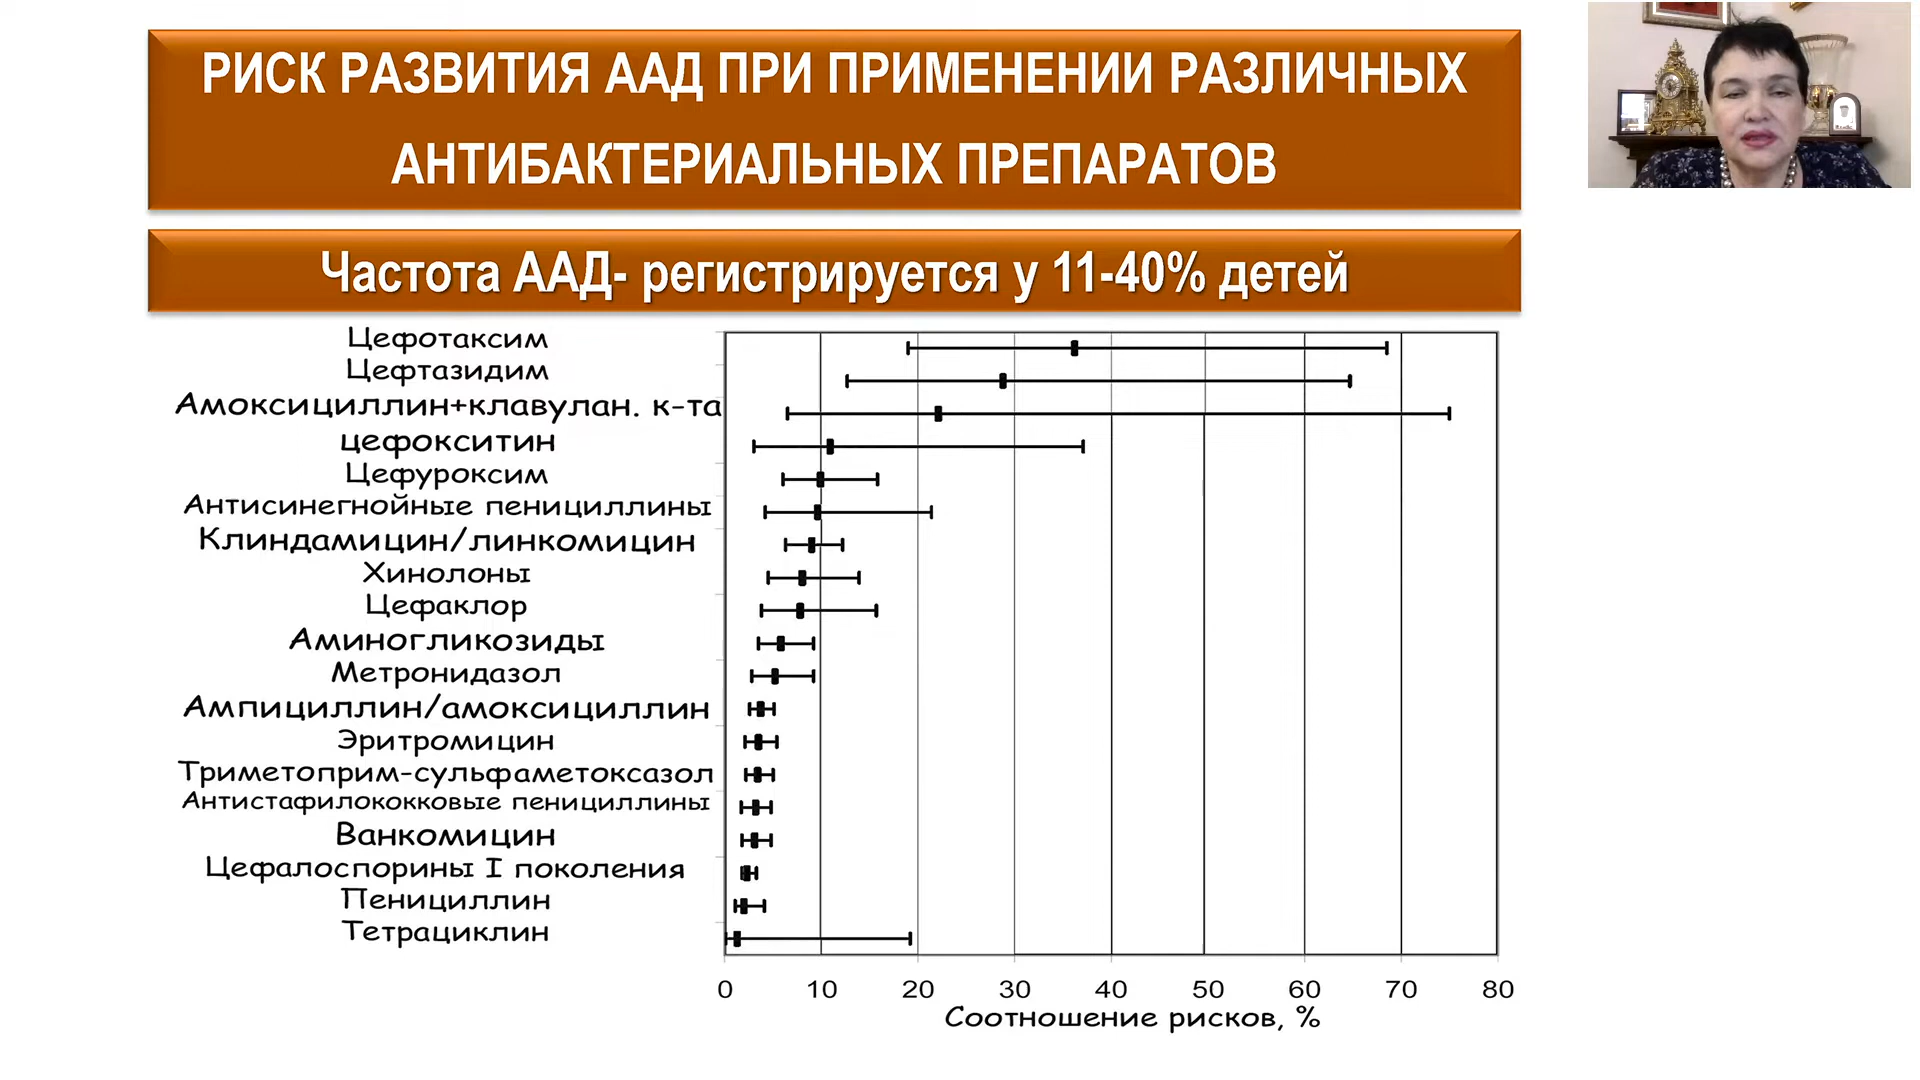 РИСК РАЗВИТИЯ ААД ПРИ ПРИМЕНЕНИИ РАЗЛИЧНЫХ
АНТИБАКТЕРИАЛЬНЫХ ПРЕПАРАТОВ
Частота ААД- регистрируется у 11-40% детей
Цефотаксим
Цефтазидим
Амоксициллин+клавулан. к-та
цефокситин
Цефуроксим
Антисинегнойные пенициллины
Клиндамицин/линкомицин
Хинолоны
Цефаклор
Аминогликозиды
Метронидазол
Ампициллин/амоксициллин
Эритромицин
Триметоприм-сульфаметоксазол
Антистафилококковые пенициллины
Ванкомицин
Цефалоспорины I поколения
Пенициллин
Тетрациклин
0 10 20 30 40 50 60 70 80
Соотношение рисков, %